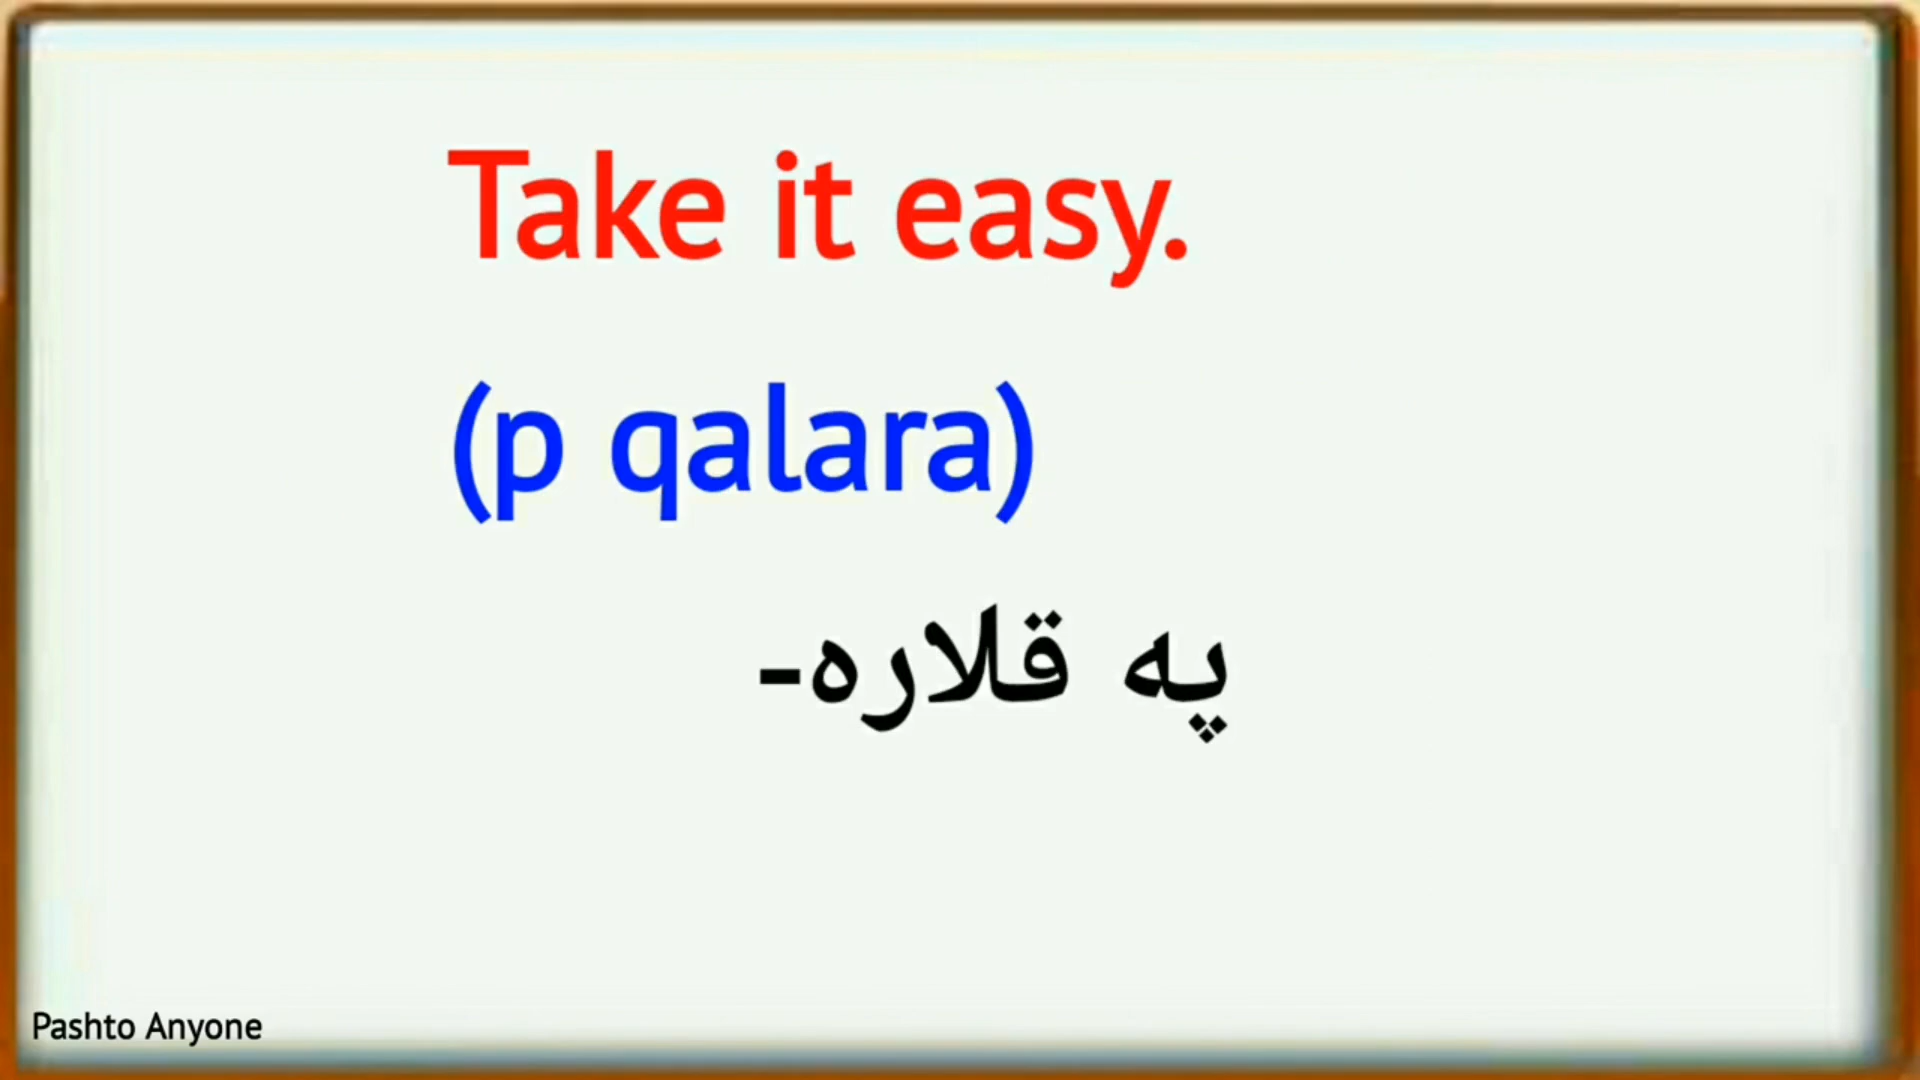 Take it easy.
(p qalara)
په قلاره-
Pashto Anyone